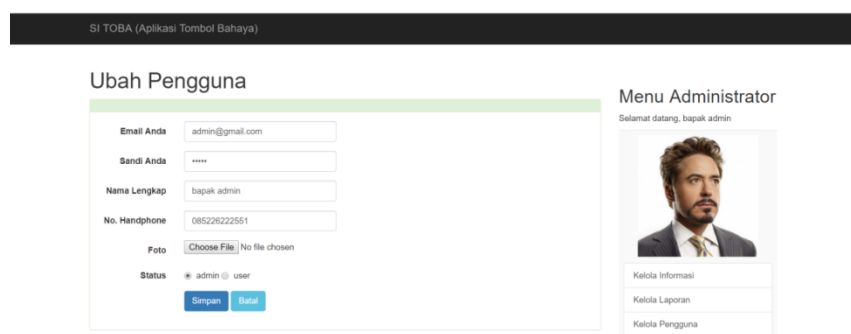 SI TOBA (Aplikasi Tombol Bahaya)
Ubah Pengguna
Email Anda admin@gmail.com
Sandi Anda •••••
Nama Lengkap bapak admin
No. Handphone 085226222551
Foto Choose File No file chosen
Status admin user
Simpan Batal
Menu Administrator
Selamat datang, bapak admin
Kelola Informasi
Kelola Laporan
Kelola Pengguna